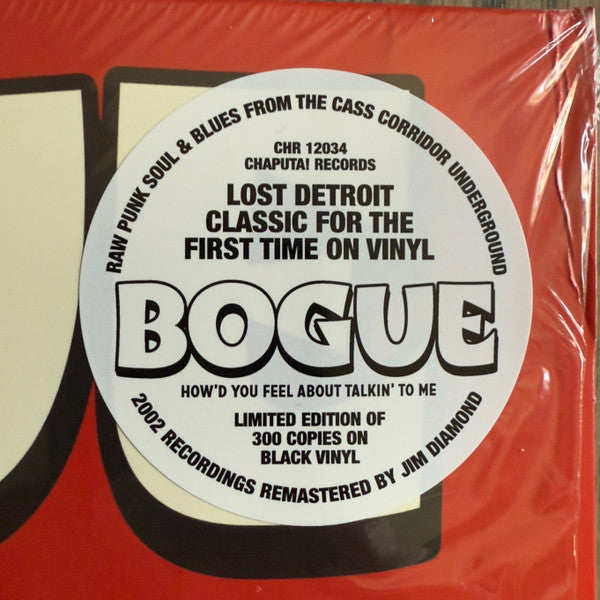 RAW PUNK SOUL & BLUES FROM THE CASS CORRIDOR UNDERGROUND
CHR 12034
CHAPUTA! RECORDS
LOST DETROIT
CLASSIC FOR THE
FIRST TIME ON VINYL
BOGUE
HOW'D YOU FEEL ABOUT TALKIN' TO ME
LIMITED EDITION OF
300 COPIES ON
BLACK VINYL
2002 RECORDINGS REMASTERED BY JIM DIAMOND